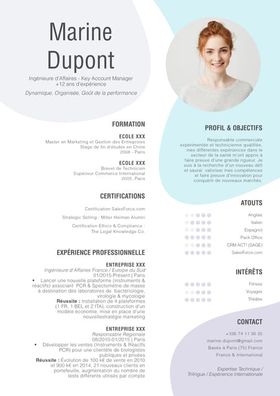 Marine
Dupont
Ingénieure d'Affaires - Key Account Manager
+12 ans d'expérience
Dynamique, Organisée, Goût de la performance
FORMATION
ECOLE XXX
Master en Marketing et Gestion des Entreprises
Stage de fin d'études en Chine
2008 - Paris
ECOLE XXX
Brevet de Technicien
Supérieur Commerce International
2005 - Paris
CERTIFICATIONS
Certification SalesForce.com
Strategic Selling - Miller Heiman Alumni
Certification Ethics & Compliance -
The Legal Knowledge Co.
EXPÉRIENCE PROFESSIONNELLE
ENTREPRISE XXX
Ingénieure d'Affaires France / Europe du Sud
01/2015-Présent | Paris
• Lancer une nouvelle plateforme (instruments &
réactifs) associant PCR & Spectrométrie de masse
à destination des laboratoires de Bactériologie,
virologie & mycologie
Réussite : Installation de 4 plateformes
(1 FR, 1 BEL et 2 ITA), construction d'un
modèle économique, mise en place d'une
nouvelle stratégie marketing
ENTREPRISE XXX
Responsable Régionale
06/2010-01/2015 | Paris
• Développer les ventes (Instruments & Réactifs
PCR) pour une clientèle de biologistes
publiques et privées
Réussite : Évolution de 100 k€ de vente en 2010
et 900 k€ en 2014, 21 nouveaux clients en
portefeuille, augmentation du nombre de
tests différents utilisés par compte
PROFIL & OBJECTIFS
Responsable commerciale
expérimentée et technicienne qualifiée,
mes différentes expériences dans le
secteur de la santé m'ont appris à
faire preuve d'une grande rigueur. Je
suis à la recherche d'un nouveau défi
et saurai valoriser mes compétences
et faire preuve d'innovation pour
conquérir de nouveaux marchés.
ATOUTS
Anglais
Italien
Espagnol
Pack Office
CRM ACT! (SAGE)
SalesForce.com
INTÉRÊTS
Fitness
Voyages
Théâtre
CONTACT
+336 74 11 36 20
marine.dupont@gmail.com
Basée à Paris (75) France
France & International
Expertise Technique /
Trilingue / Expérience Internationale